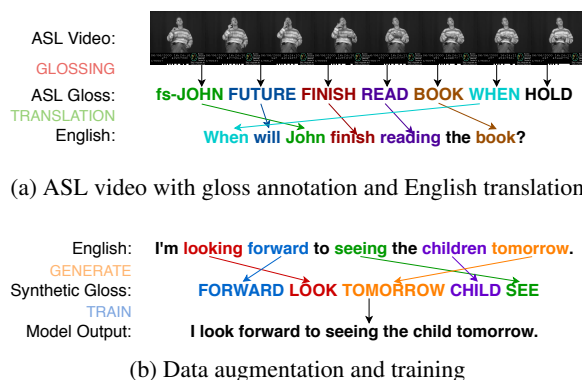 ASL Video:
GLOSSING
ASL Gloss: fs-JOHN FUTURE FINISH READ BOOK WHEN HOLD
TRANSLATION
English: When will John finish reading the book?
(a) ASL video with gloss annotation and English translation
English: I'm looking forward to seeing the children tomorrow.
GENERATE
Synthetic Gloss: FORWARD LOOK TOMORROW CHILD SEE
TRAIN
Model Output: I look forward to seeing the child tomorrow.
(b) Data augmentation and training